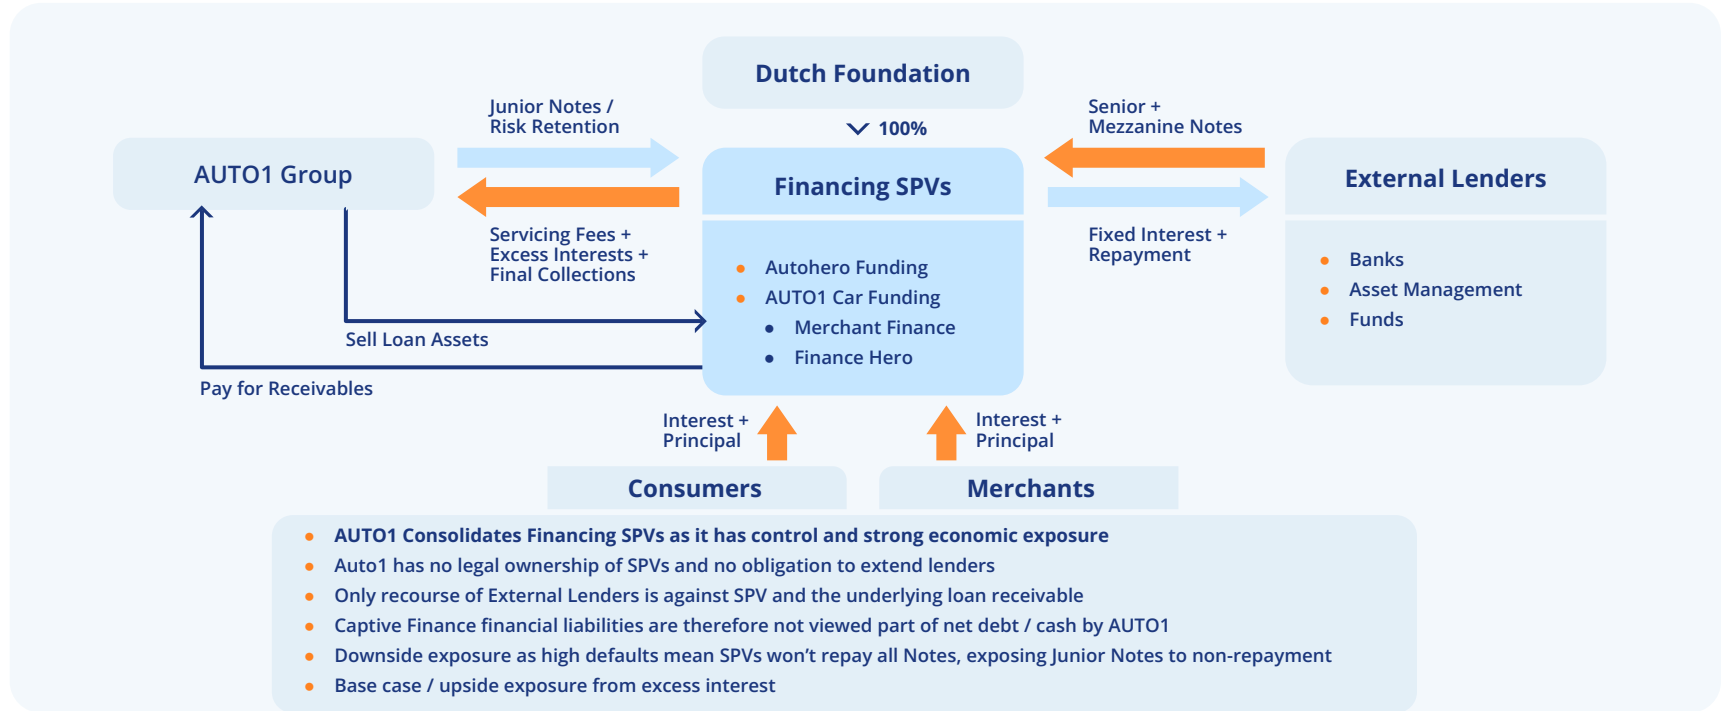 Dutch Foundation
100%
Junior Notes /
Risk Retention
Senior +
Mezzanine Notes
AUTO1 Group
Financing SPVs
External Lenders
Servicing Fees +
Excess Interests +
Final Collections
Fixed Interest +
Repayment
• Autohero Funding
• AUTO1 Car Funding
• Merchant Finance
• Finance Hero
• Banks
• Asset Management
• Funds
Sell Loan Assets
Pay for Receivables
Interest +
Principal
Interest +
Principal
Consumers
Merchants
• AUTO1 Consolidates Financing SPVs as it has control and strong economic exposure
• Auto1 has no legal ownership of SPVs and no obligation to extend lenders
• Only recourse of External Lenders is against SPV and the underlying loan receivable
• Captive Finance financial liabilities are therefore not viewed part of net debt / cash by AUTO1
• Downside exposure as high defaults mean SPVs won’t repay all Notes, exposing Junior Notes to non-repayment
• Base case / upside exposure from excess interest